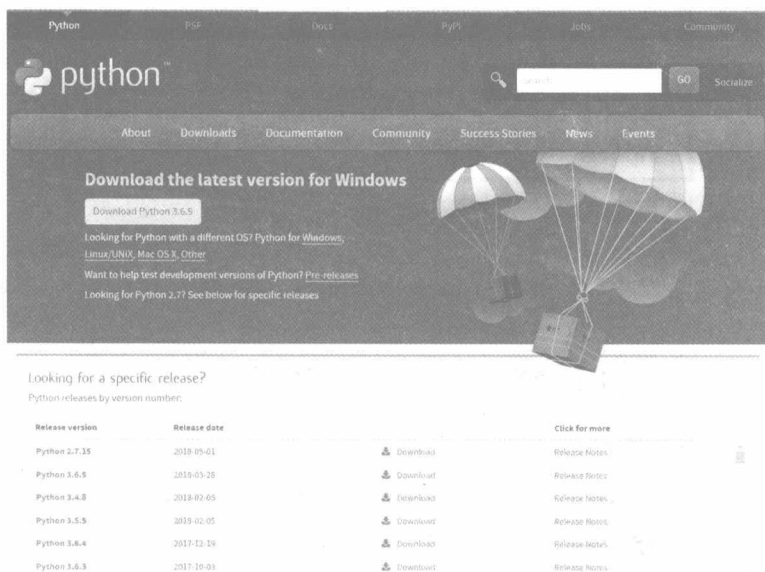 Python PSF Docs PyPI Jobs Community
python™
Search GO Socialize
About Downloads Documentation Community Success Stories News Events
Download the latest version for Windows
Download Python 3.6.5
Looking for Python with a different OS? Python for Windows,
Linux/UNIX, Mac OS X, Other
Want to help test development versions of Python? Pre-releases
Looking for Python 2.7? See below for specific releases
Looking for a specific release?
Python releases by version number:
Release version Release date Click for more
Python 2.7.15 2018-05-01 Download Release Notes
Python 3.6.5 2018-03-28 Download Release Notes
Python 3.4.8 2018-02-05 Download Release Notes
Python 3.5.5 2018-02-05 Download Release Notes
Python 3.6.4 2017-12-19 Download Release Notes
Python 3.6.3 2017-10-03 Download Release Notes